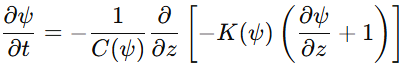 ∂ψ/∂t = −1/C(ψ) ∂/∂z [−K(ψ) (∂ψ/∂z + 1)]